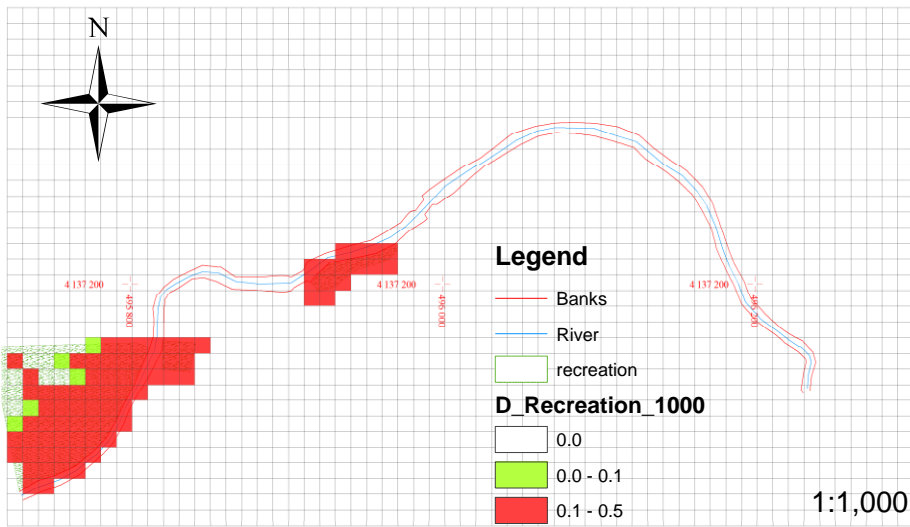 N
4 137 200
495 800
4 137 200
496 000
4 137 200
496 200
Legend
Banks
River
recreation
D_Recreation_1000
0.0
0.0 - 0.1
0.1 - 0.5
1:1,000